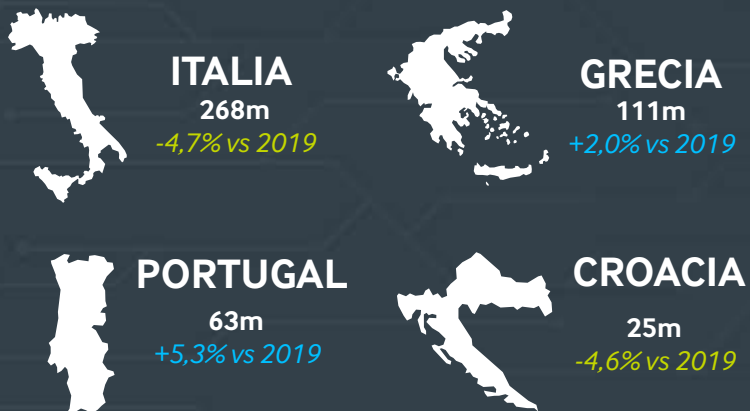 ITALIA
268m
-4,7% vs 2019
GRECIA
111m
+2,0% vs 2019
PORTUGAL
63m
+5,3% vs 2019
CROACIA
25m
-4,6% vs 2019